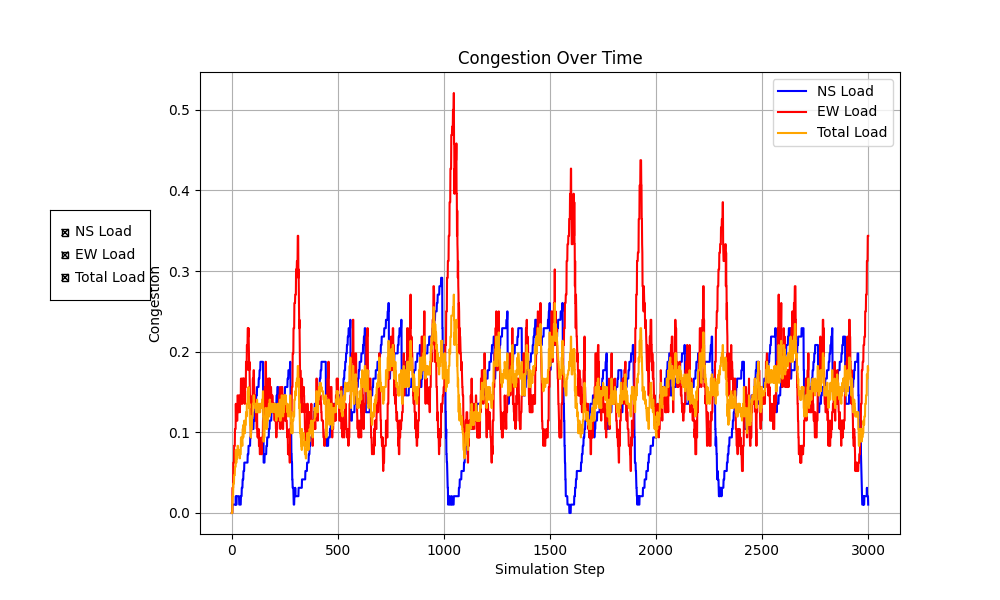 Congestion Over Time
NS Load
EW Load
Total Load
NS Load
EW Load
Total Load
Congestion
0.5
0.4
0.3
0.2
0.1
0.0
0 500 1000 1500 2000 2500 3000
Simulation Step